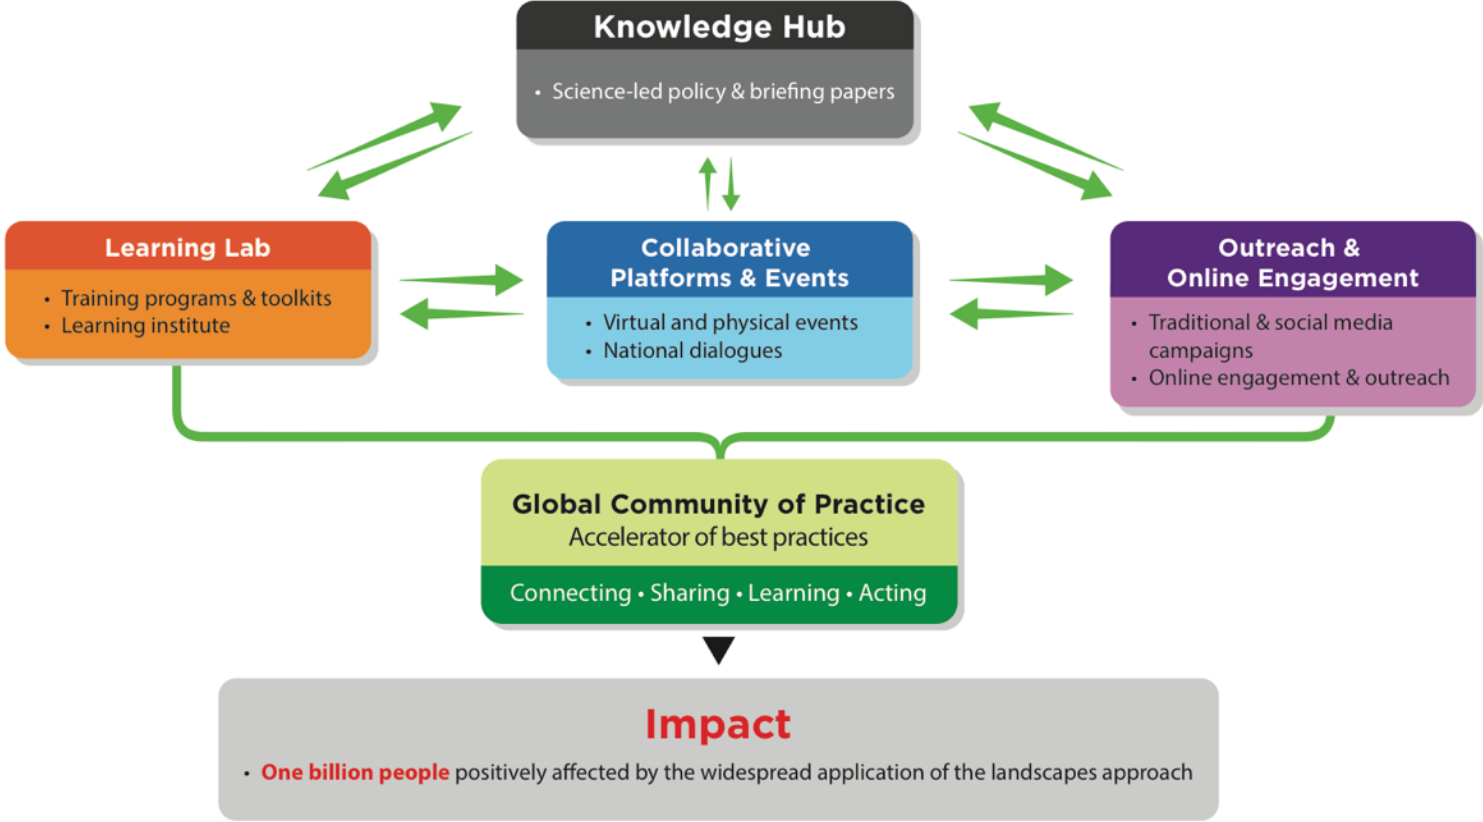 Knowledge Hub
• Science-led policy & briefing papers
Learning Lab
• Training programs & toolkits
• Learning institute
Collaborative
Platforms & Events
• Virtual and physical events
• National dialogues
Outreach &
Online Engagement
• Traditional & social media
campaigns
• Online engagement & outreach
Global Community of Practice
Accelerator of best practices
Connecting • Sharing • Learning • Acting
Impact
• One billion people positively affected by the widespread application of the landscapes approach